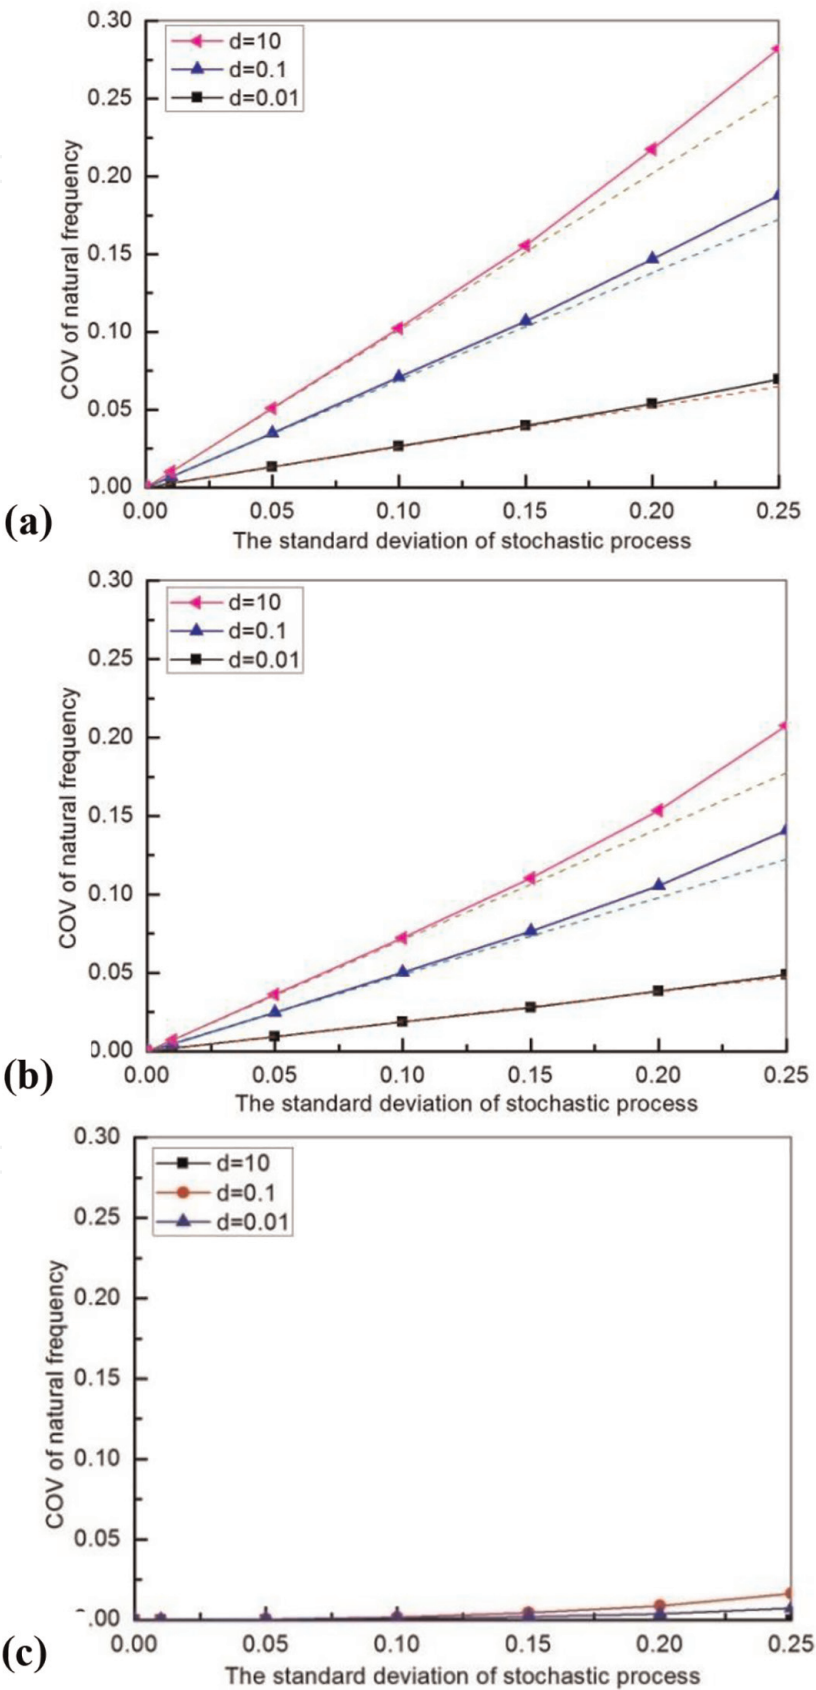 0.30
d=10
d=0.1
d=0.01
0.25
0.20
0.15
0.10
0.05
0.00
COV of natural frequency
0.00 0.05 0.10 0.15 0.20 0.25
(a)
The standard deviation of stochastic process
0.30
d=10
d=0.1
d=0.01
0.25
0.20
0.15
0.10
0.05
0.00
COV of natural frequency
0.00 0.05 0.10 0.15 0.20 0.25
(b)
The standard deviation of stochastic process
0.30
d=10
d=0.1
d=0.01
0.25
0.20
0.15
0.10
0.05
.00
COV of natural frequency
0.00 0.05 0.10 0.15 0.20 0.25
(c)
The standard deviation of stochastic process